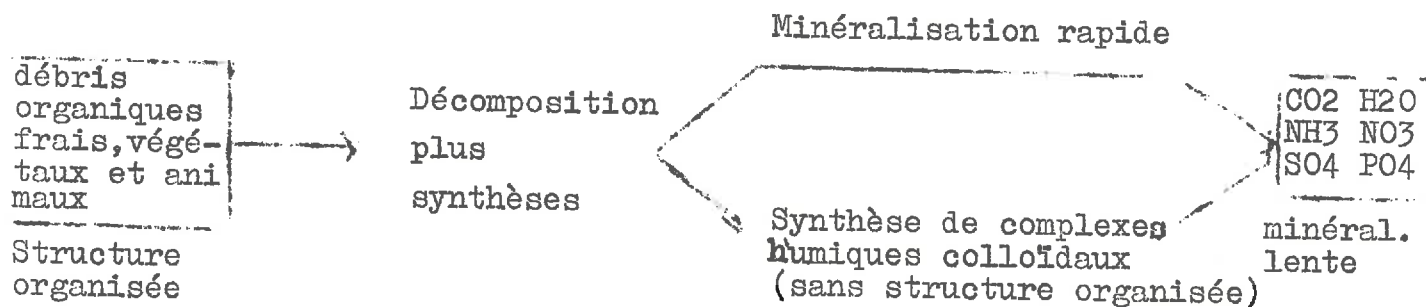 Minéralisation rapide
débris
organiques
frais,végé-
taux et ani
maux
Structure
organisée
Décomposition
plus
synthèses
Synthèse de complexes
humiques colloïdaux
(sans structure organisée)
CO2 H2O
NH3 NO3
SO4 PO4
minéral.
lente